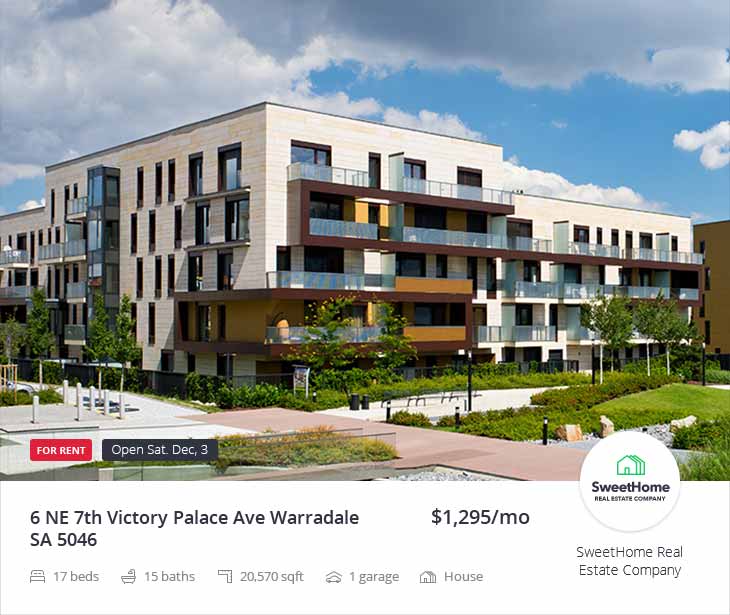 FOR RENT
Open Sat. Dec, 3
SweetHome
REAL ESTATE COMPANY
6 NE 7th Victory Palace Ave Warradale
SA 5046
$1,295/mo
SweetHome Real
Estate Company
17 beds
15 baths
20,570 sqft
1 garage
House